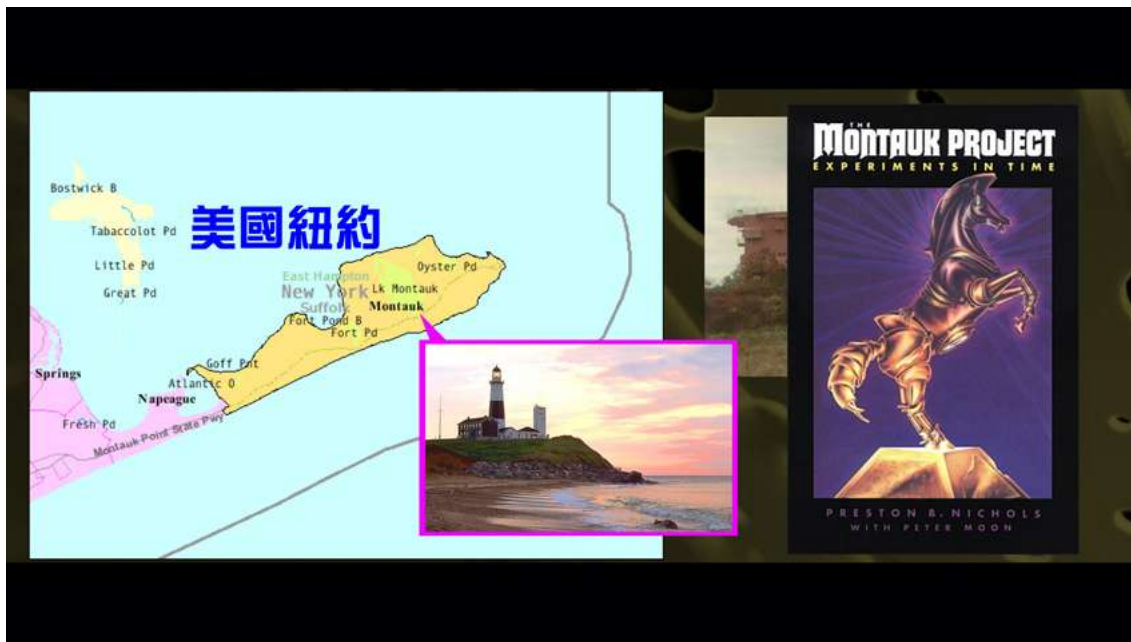 Bostwick B
Tabaccolot Pd
Little Pd
Great Pd
美國紐約
East Hampton
New York
Suffolk
Oyster Pd
Lk Montauk
Montauk
Fort Pond B
Fort Pd
Goff Pnt
Atlantic O
Springs
Napeague
Fresh Pd
Montauk Point State Pwy
THE
MONTAUK PROJECT
EXPERIMENTS IN TIME
PRESTON B. NICHOLS
WITH PETER MOON